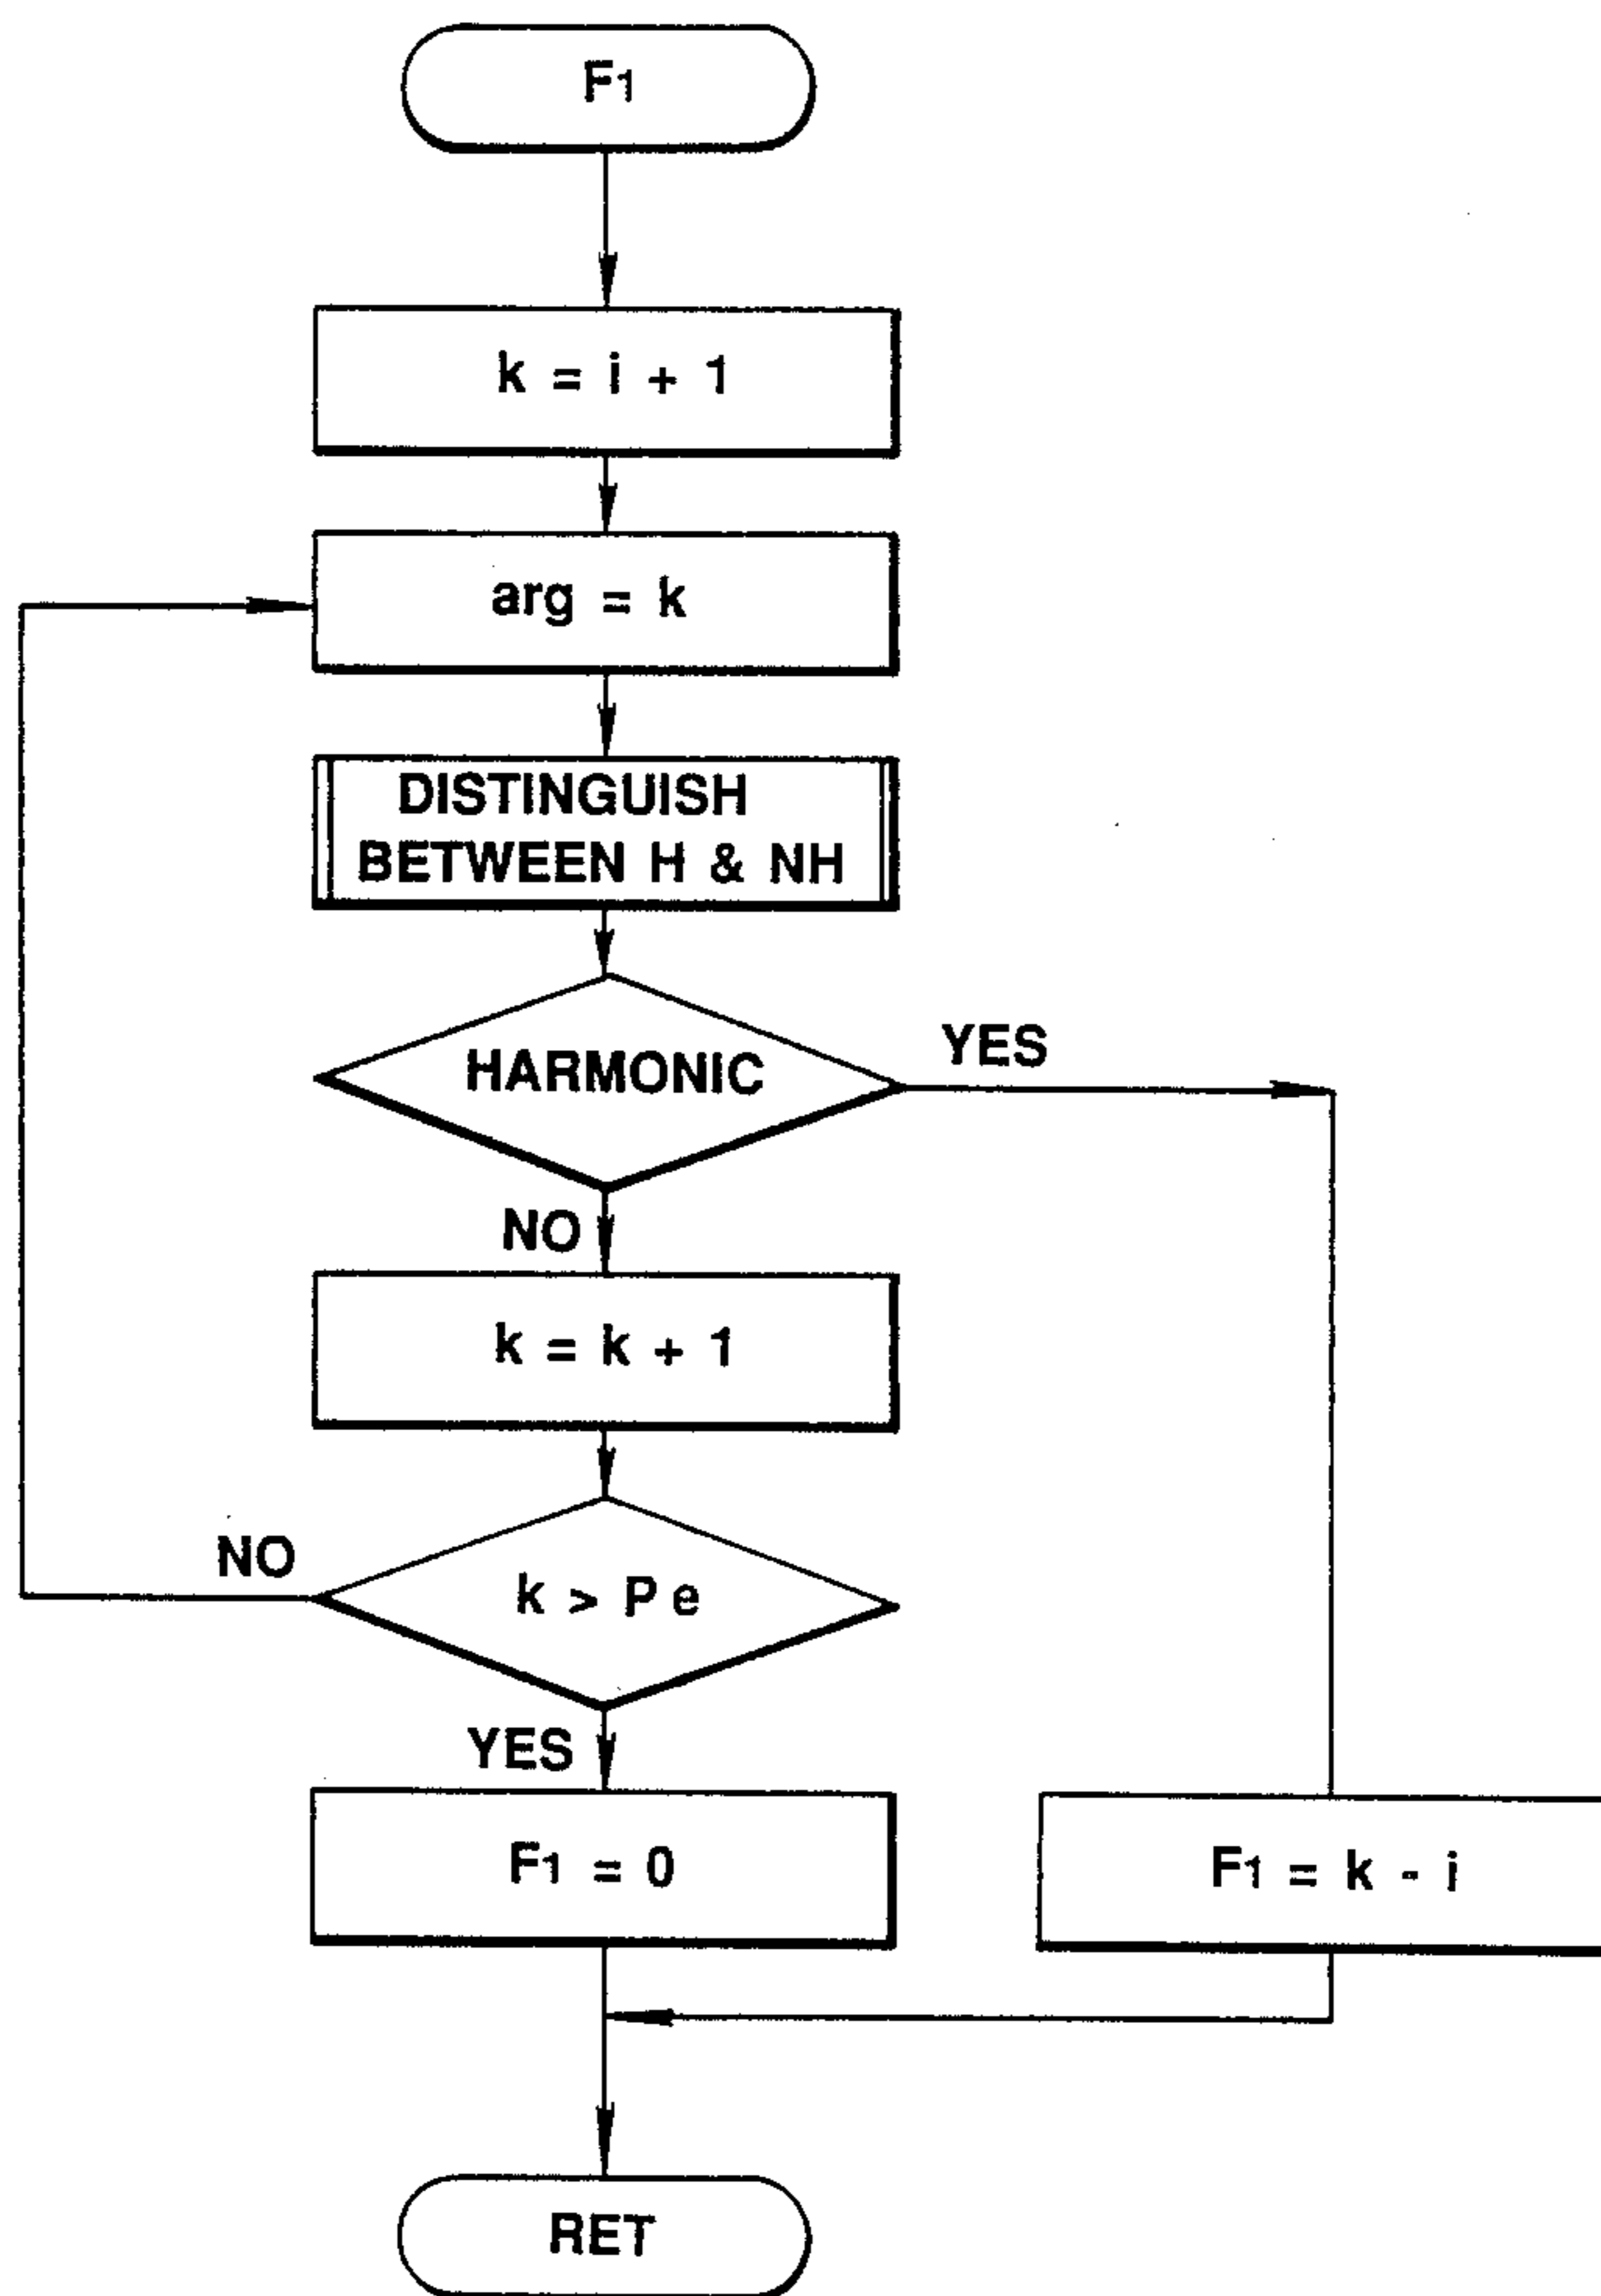 F1
k = i + 1
arg = k
DISTINGUISH
BETWEEN H & NH
HARMONIC
YES
NO
k = k + 1
NO
k > Pe
YES
F1 = 0
F1 = k - i
RET